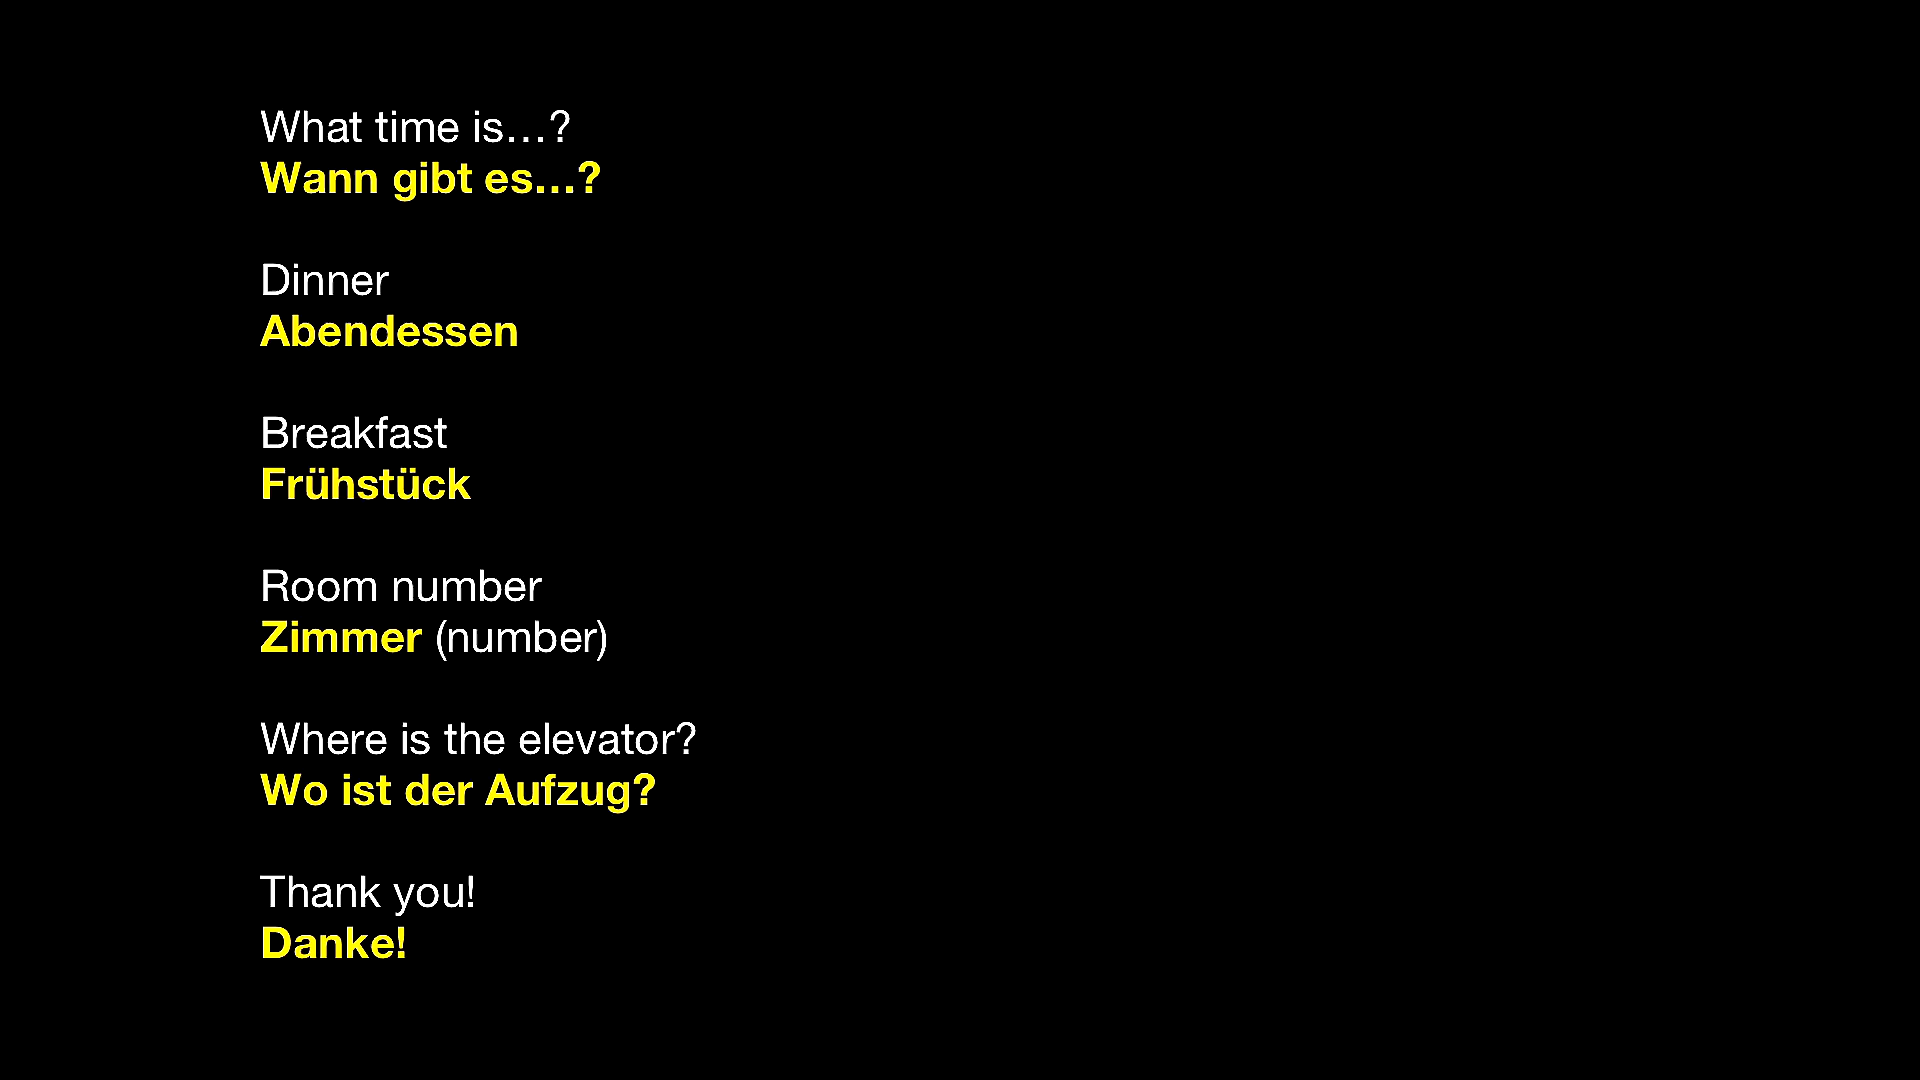 What time is…?
Wann gibt es…?
Dinner
Abendessen
Breakfast
Frühstück
Room number
Zimmer (number)
Where is the elevator?
Wo ist der Aufzug?
Thank you!
Danke!